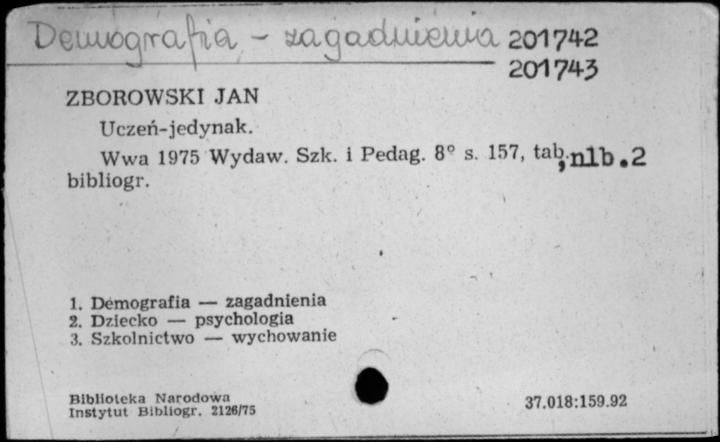 Demografia - zagadnienia 201742
201743
ZBOROWSKI JAN
Uczeń-jedynak.
Wwa 1975 Wydaw. Szk. i Pedag. 8° s. 157, tab., nlb.2
bibliogr.
1. Demografia — zagadnienia
2. Dziecko — psychologia
3. Szkolnictwo — wychowanie
Biblioteka Narodowa
Instytut Bibliogr. 2126/75
37.018:159.92